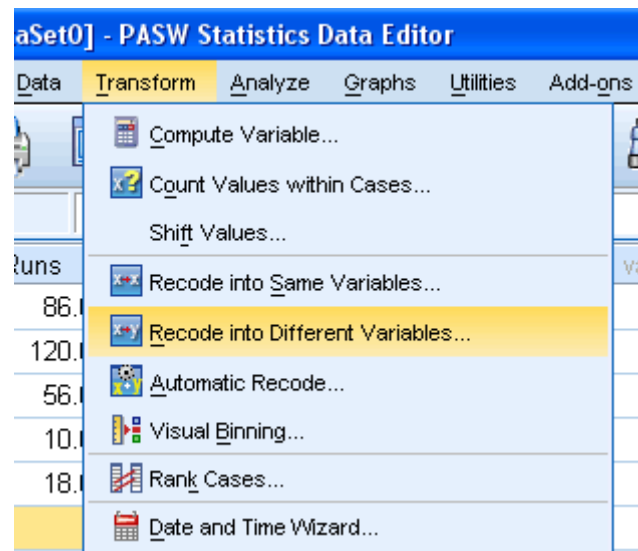 aSet0] - PASW Statistics Data Editor
Data Transform Analyze Graphs Utilities Add-ons
Compute Variable...
Count Values within Cases...
Shift Values...
Runs
Recode into Same Variables...
86.
Recode into Different Variables...
120.
Automatic Recode...
56.
Visual Binning...
10.
Rank Cases...
18.
Date and Time Wizard...